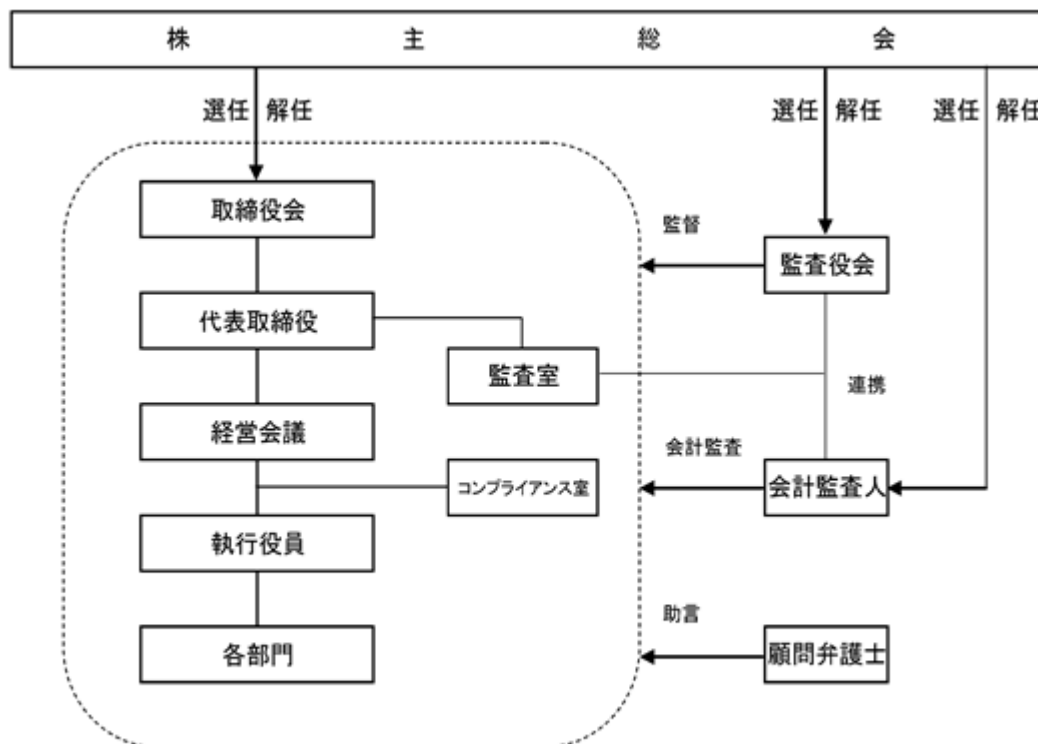 株主総会
選任 解任
選任 解任
選任 解任
取締役会
監督
監査役会
代表取締役
監査室
連携
経営会議
会計監査
コンプライアンス室
会計監査人
執行役員
助言
各部門
顧問弁護士